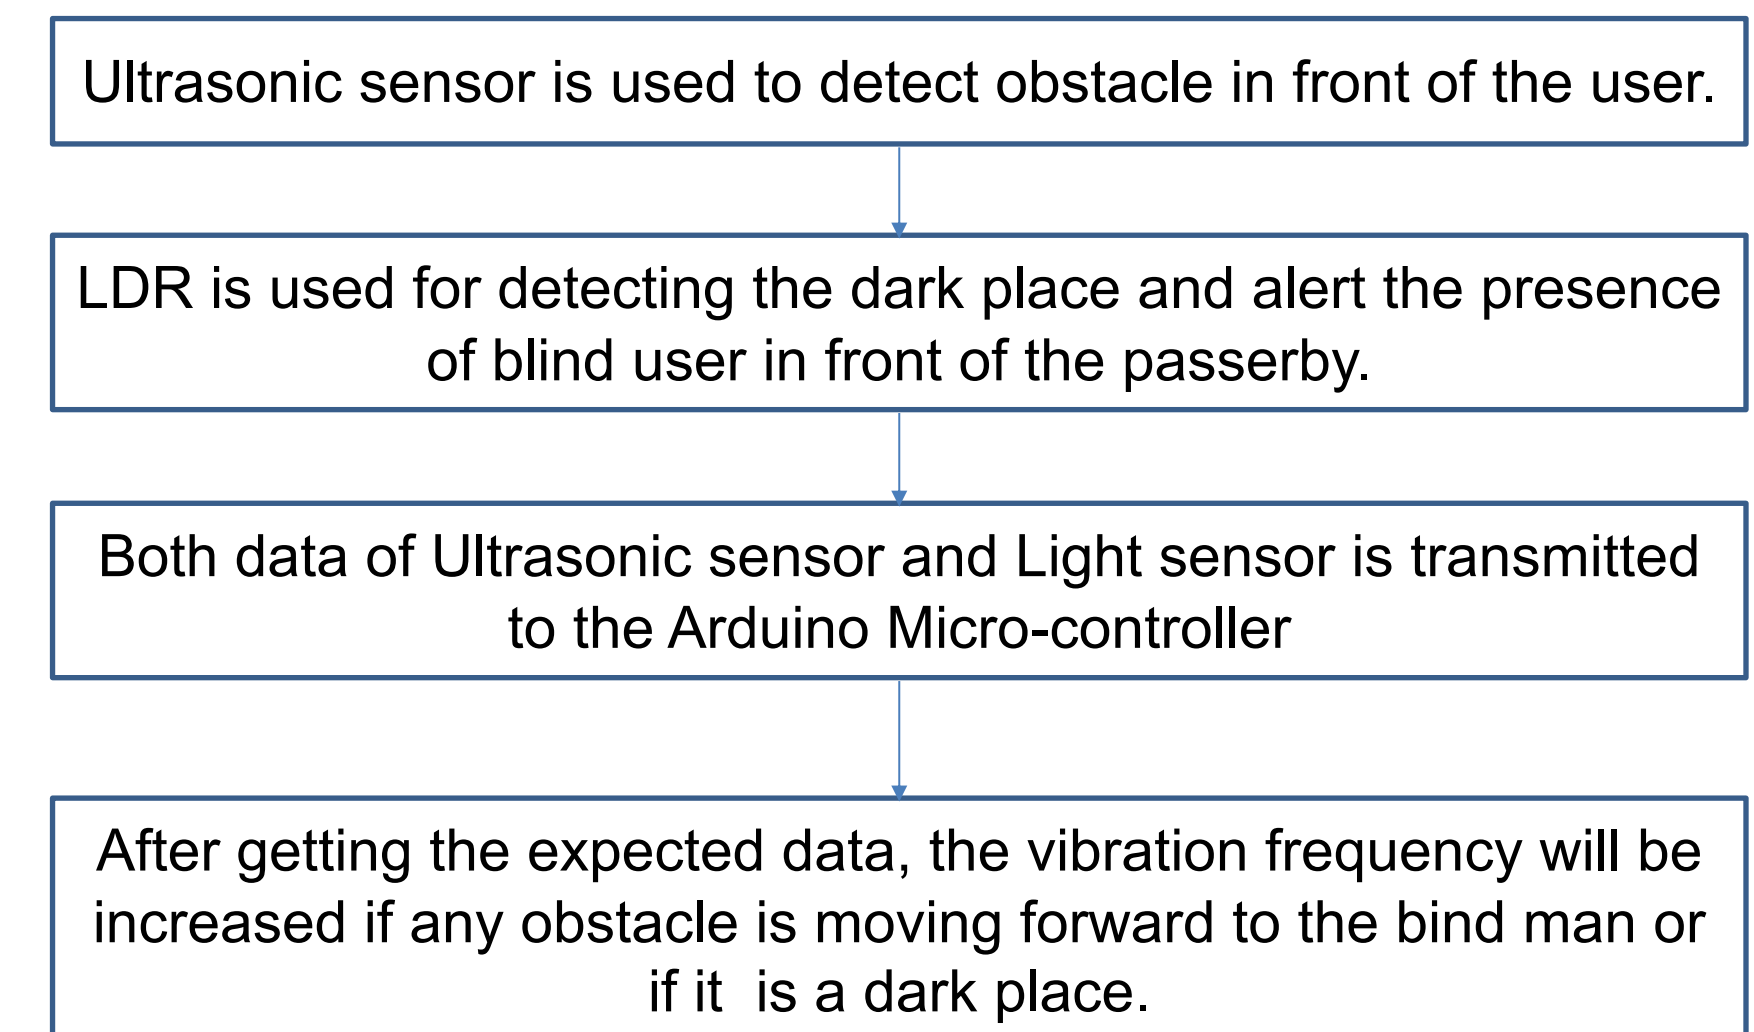 Ultrasonic sensor is used to detect obstacle in front of the user.
LDR is used for detecting the dark place and alert the presence
of blind user in front of the passerby.
Both data of Ultrasonic sensor and Light sensor is transmitted
to the Arduino Micro-controller
After getting the expected data, the vibration frequency will be
increased if any obstacle is moving forward to the bind man or
if it  is a dark place.